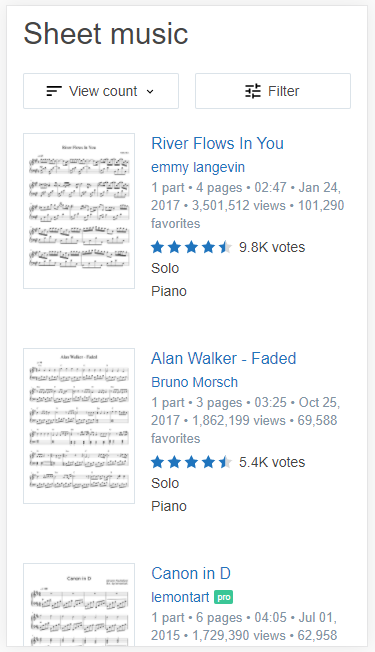 Sheet music
View count
Filter
River Flows In You
River Flows In You
emmy langevin
1 part • 4 pages • 02:47 • Jan 24,
2017 • 3,501,512 views • 101,290
favorites
9.8K votes
Solo
Piano
Alan Walker - Faded
Alan Walker - Faded
Bruno Morsch
1 part • 3 pages • 03:25 • Oct 25,
2017 • 1,862,199 views • 69,588
favorites
5.4K votes
Solo
Piano
Canon in D
Canon in D
lemontart pro
1 part • 6 pages • 04:05 • Jul 01,
2015 • 1,729,390 views • 62,958